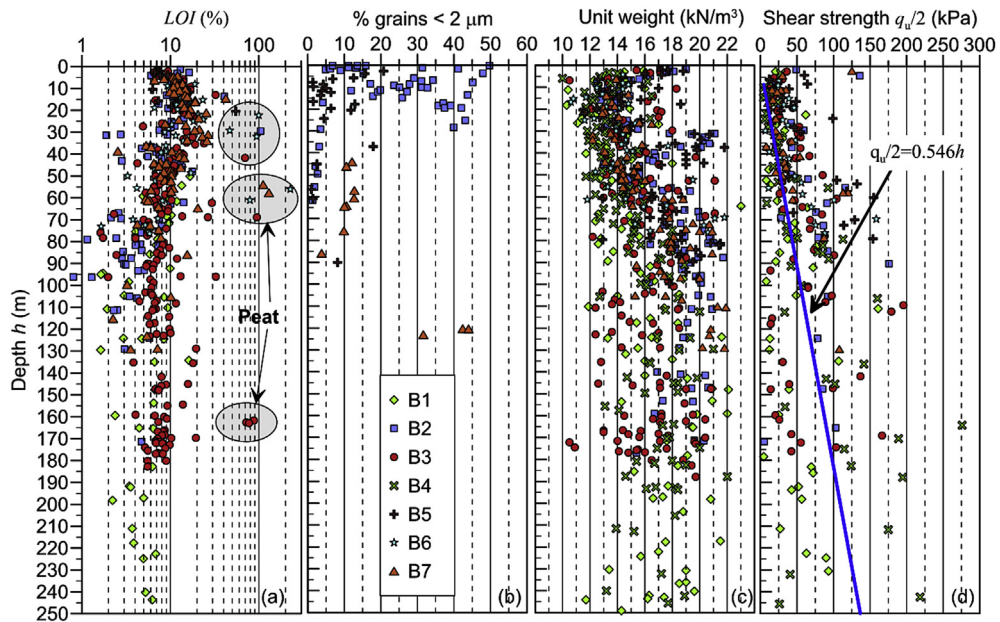 LOI (%)
% grains < 2 μm
Unit weight (kN/m³)
Shear strength qu/2 (kPa)
1 10 100
0 10 20 30 40 50 60
10 12 14 16 18 20 22
0 50 100 150 200 250 300
Depth h (m)
0
10
20
30
40
50
60
70
80
90
100
110
120
130
140
150
160
170
180
190
200
210
220
230
240
250
Peat
qu/2=0.546h
B1
B2
B3
B4
B5
B6
B7
(a)
(b)
(c)
(d)